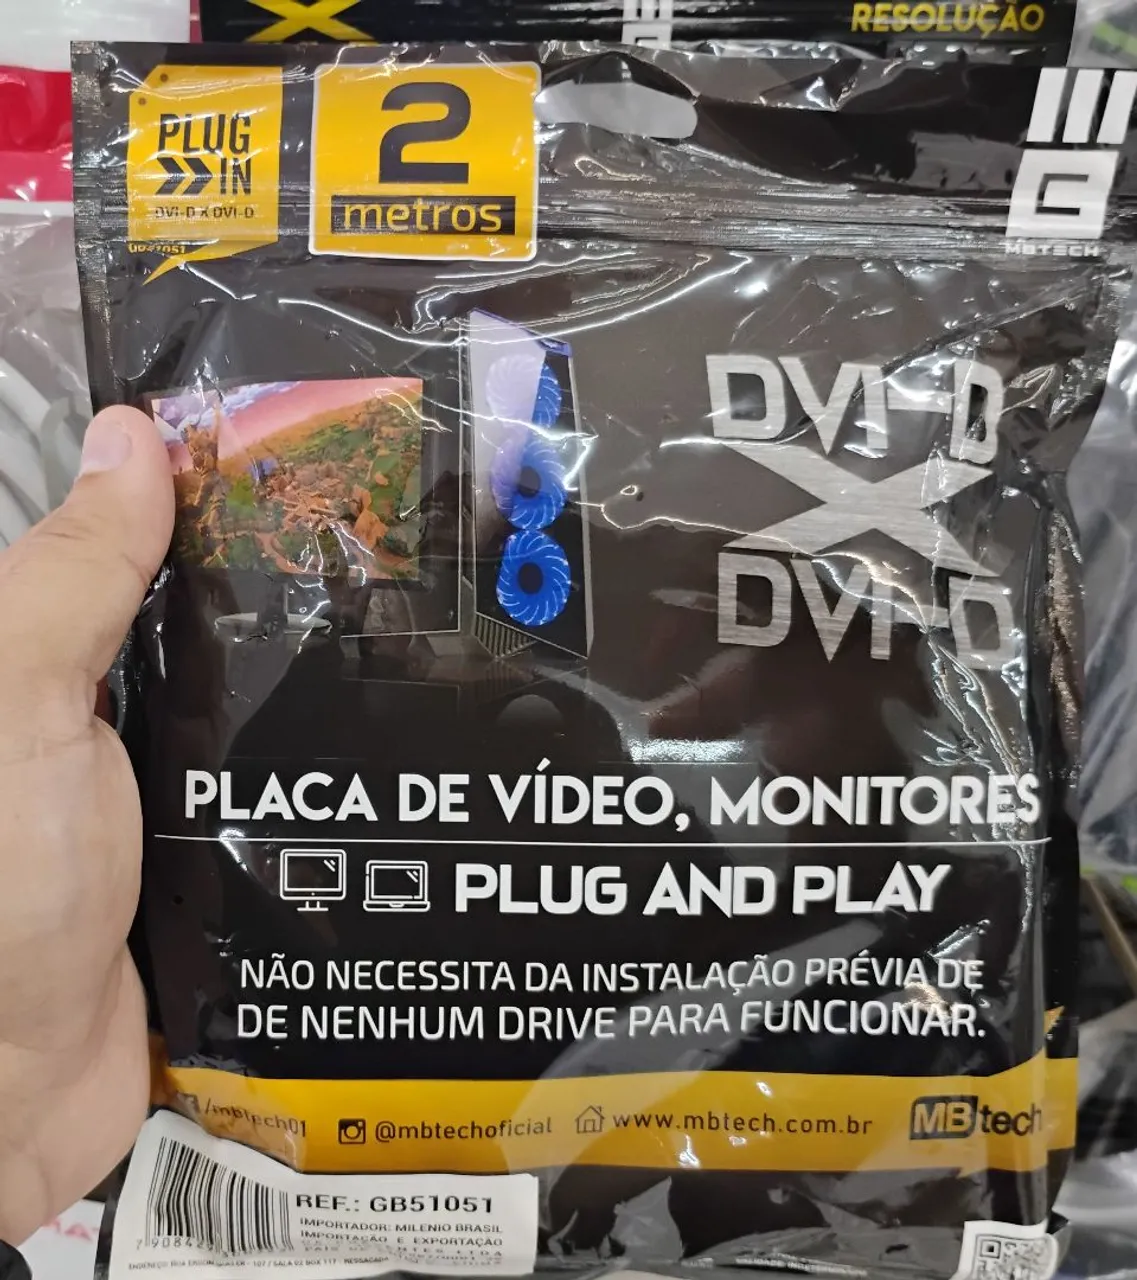 RESOLUÇÃO
PLUG
IN
DVI-D X DVI-D
2
metros
MBTECH
DVI-D
X
DVI-D
PLACA DE VÍDEO, MONITORES
PLUG AND PLAY
NÃO NECESSITA DA INSTALAÇÃO PRÉVIA DE
DE NENHUM DRIVE PARA FUNCIONAR.
/mbtech01 @mbtechoficial www.mbtech.com.br MBtech
REF.: GB51051
IMPORTADOR: MILENIO BRASIL
IMPORTAÇÃO E EXPORTAÇÃO